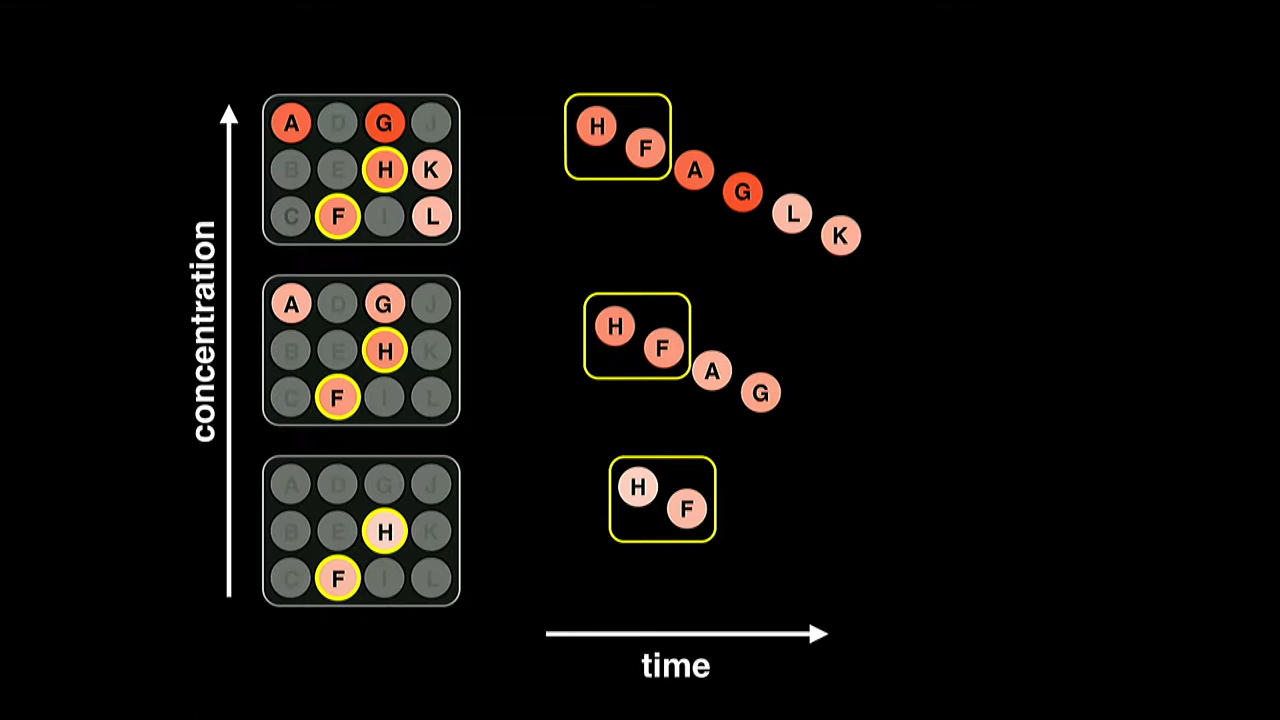 concentration
A D G J
B E H K
C F I L
H
F
A
G
L
K
A D G J
B E H K
C F I L
H
F
A
G
A D G J
B E H K
C F I L
H
F
time